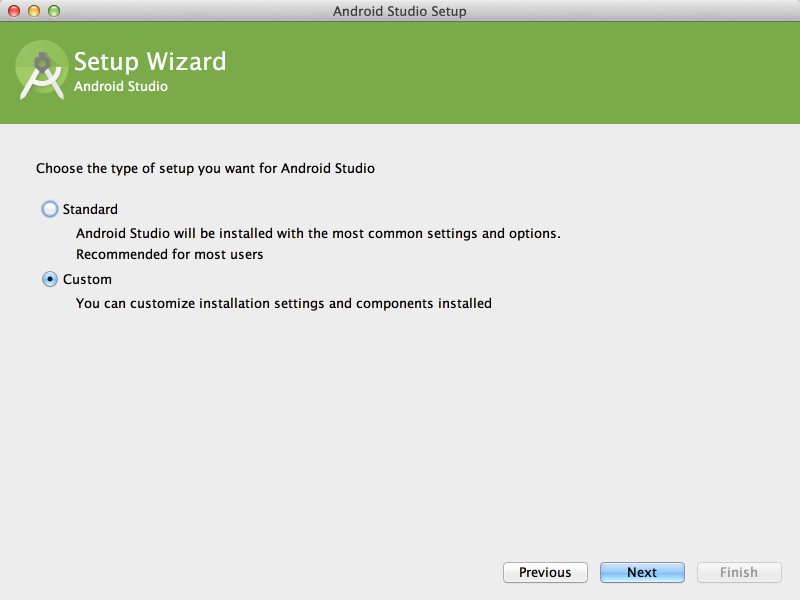 Android Studio Setup
Setup Wizard
Android Studio
Choose the type of setup you want for Android Studio
Standard
Android Studio will be installed with the most common settings and options.
Recommended for most users
Custom
You can customize installation settings and components installed
Previous
Next
Finish